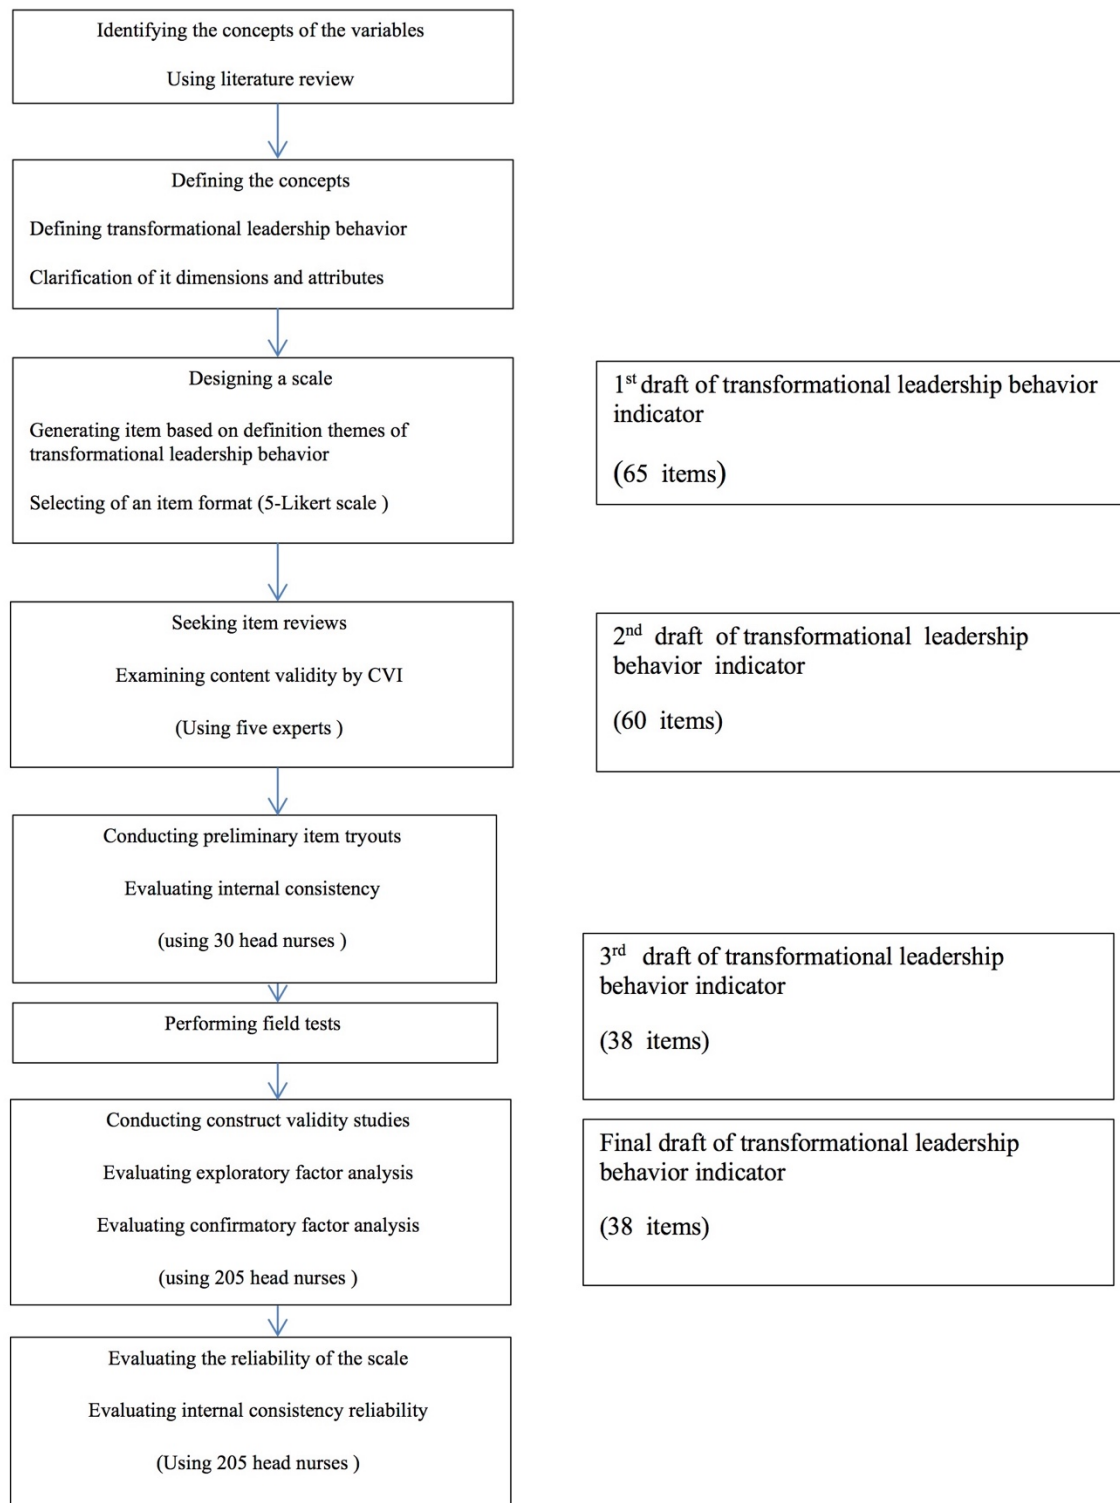 Identifying the concepts of the variables
Using literature review
Defining the concepts
Defining transformational leadership behavior
Clarification of it dimensions and attributes
Designing a scale
Generating item based on definition themes of
transformational leadership behavior
Selecting of an item format (5-Likert scale )
1st draft of transformational leadership behavior
indicator
(65 items)
Seeking item reviews
Examining content validity by CVI
(Using five experts )
2nd draft of transformational leadership
behavior indicator
(60 items)
Conducting preliminary item tryouts
Evaluating internal consistency
(using 30 head nurses )
Performing field tests
3rd draft of transformational leadership
behavior indicator
(38 items)
Conducting construct validity studies
Evaluating exploratory factor analysis
Evaluating confirmatory factor analysis
(using 205 head nurses )
Final draft of transformational leadership
behavior indicator
(38 items)
Evaluating the reliability of the scale
Evaluating internal consistency reliability
(Using 205 head nurses )